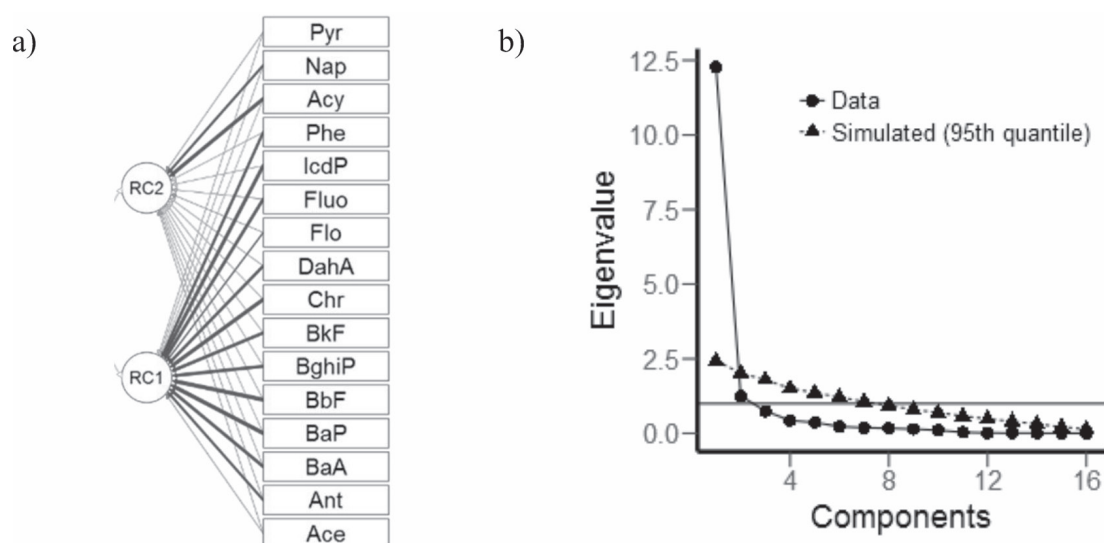 a)
Pyr
Nap
Acy
Phe
IcdP
Fluo
Flo
DahA
Chr
BkF
BghiP
BbF
BaP
BaA
Ant
Ace
RC2
RC1
b)
12.5
10.0
7.5
5.0
2.5
0.0
Eigenvalue
Data
Simulated (95th quantile)
4 8 12 16
Components